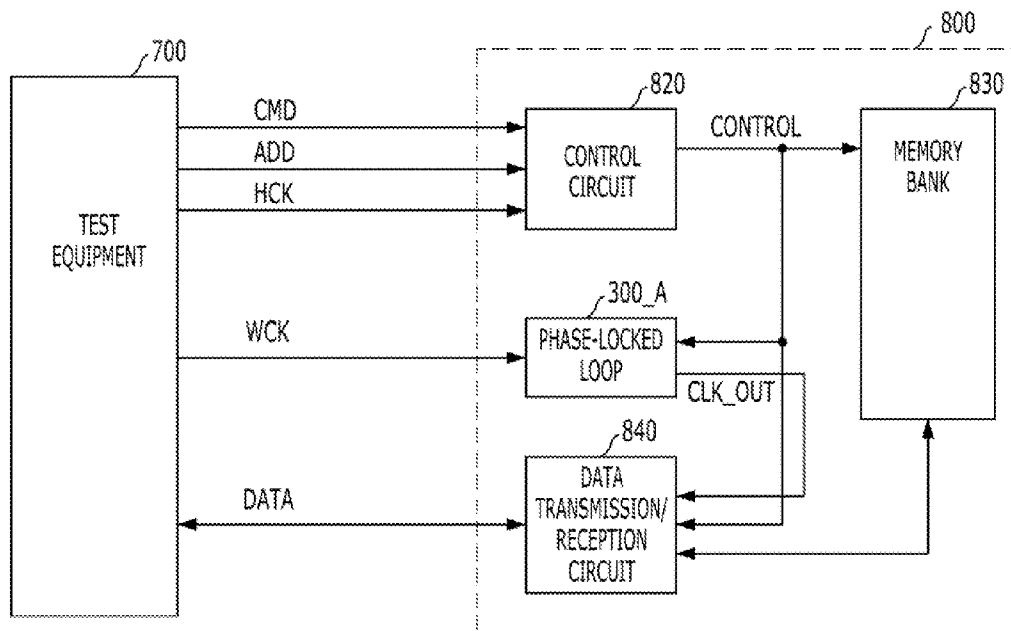 800
700
820
830
CMD
ADD
HCK
CONTROL
CIRCUIT
CONTROL
MEMORY
BANK
TEST
EQUIPMENT
300_A
WCK
PHASE-LOCKED
LOOP
CLK_OUT
840
DATA
DATA
TRANSMISSION/
RECEPTION
CIRCUIT